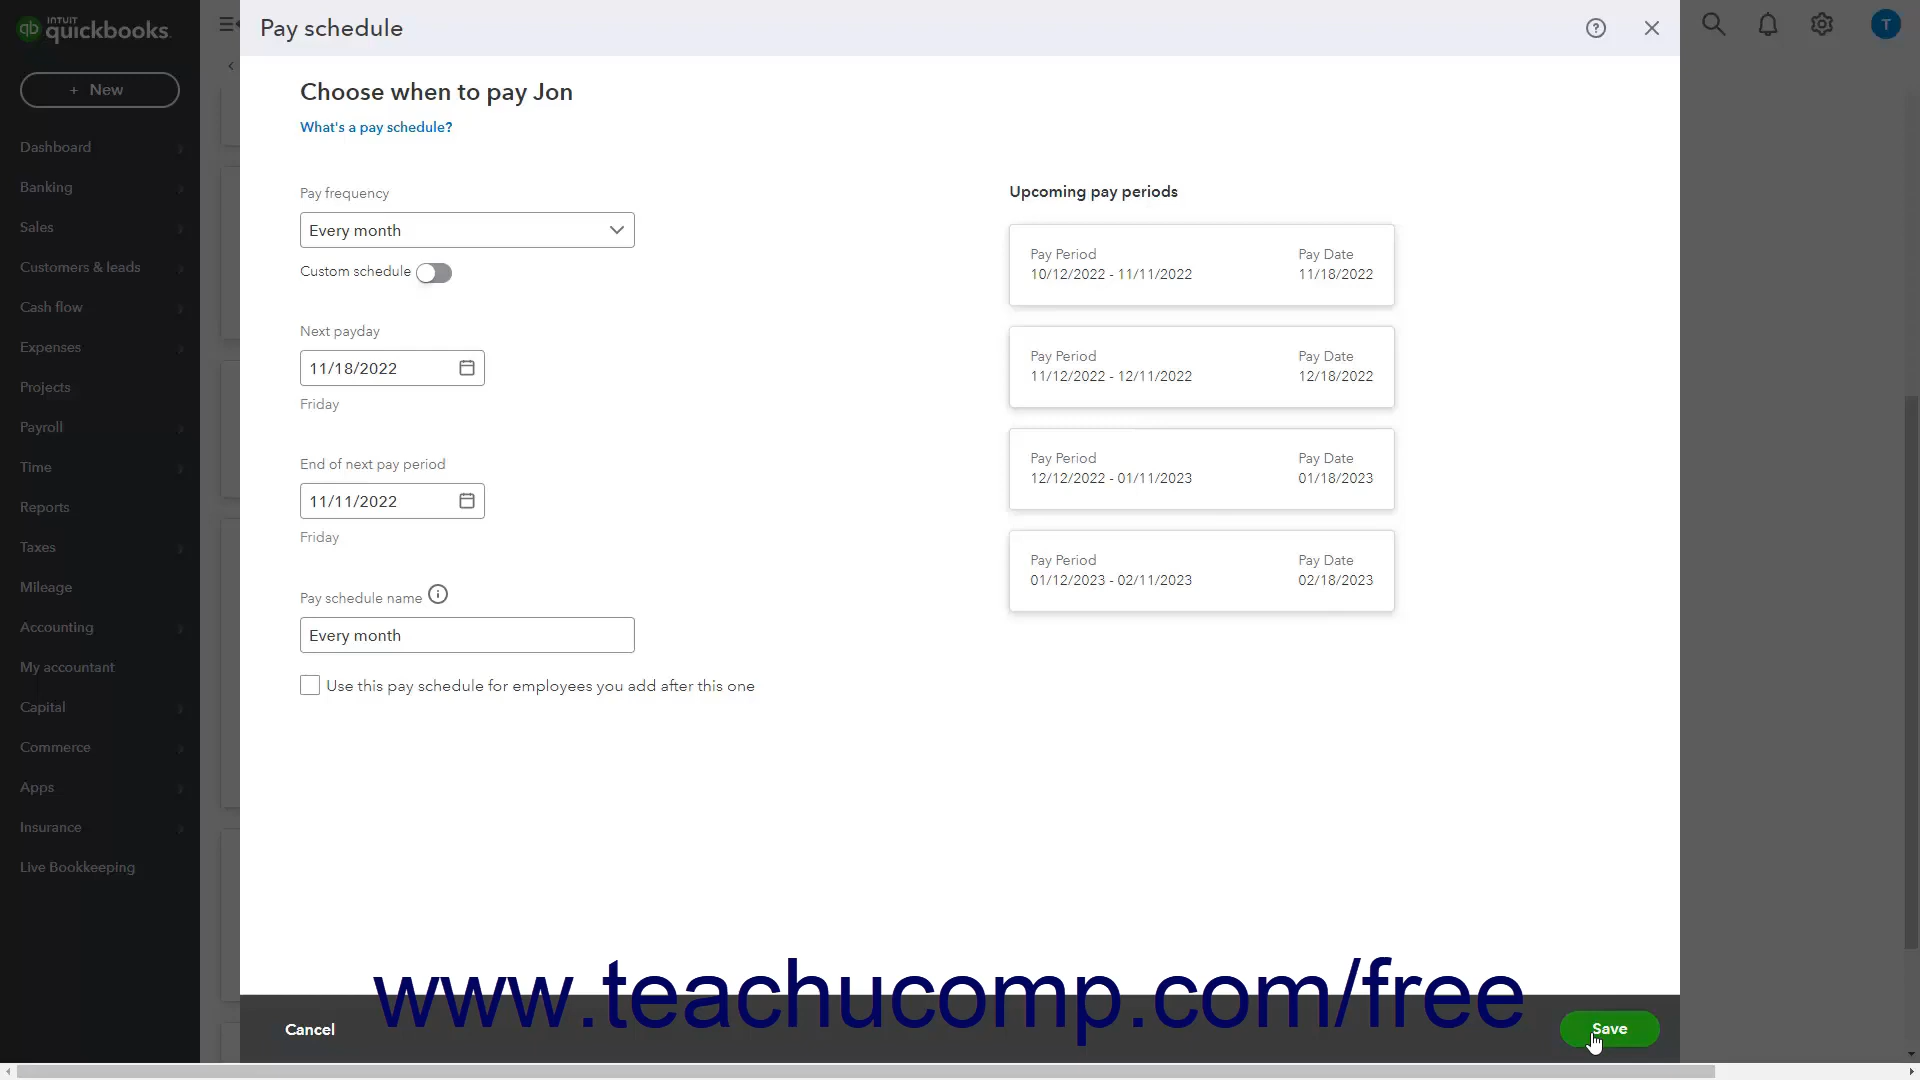 INTUIT
quickbooks.
+ New
Dashboard
Banking
Sales
Customers & leads
Cash flow
Expenses
Projects
Payroll
Time
Reports
Taxes
Mileage
Accounting
My accountant
Capital
Commerce
Apps
Insurance
Live Bookkeeping
Pay schedule
T
Choose when to pay Jon
What's a pay schedule?
Pay frequency
Every month
Custom schedule
Next payday
11/18/2022
Friday
End of next pay period
11/11/2022
Friday
Pay schedule name
Every month
Use this pay schedule for employees you add after this one
Upcoming pay periods
Pay Period Pay Date
10/12/2022 - 11/11/2022 11/18/2022
Pay Period Pay Date
11/12/2022 - 12/11/2022 12/18/2022
Pay Period Pay Date
12/12/2022 - 01/11/2023 01/18/2023
Pay Period Pay Date
01/12/2023 - 02/11/2023 02/18/2023
www.teachucomp.com/free
Cancel
Save